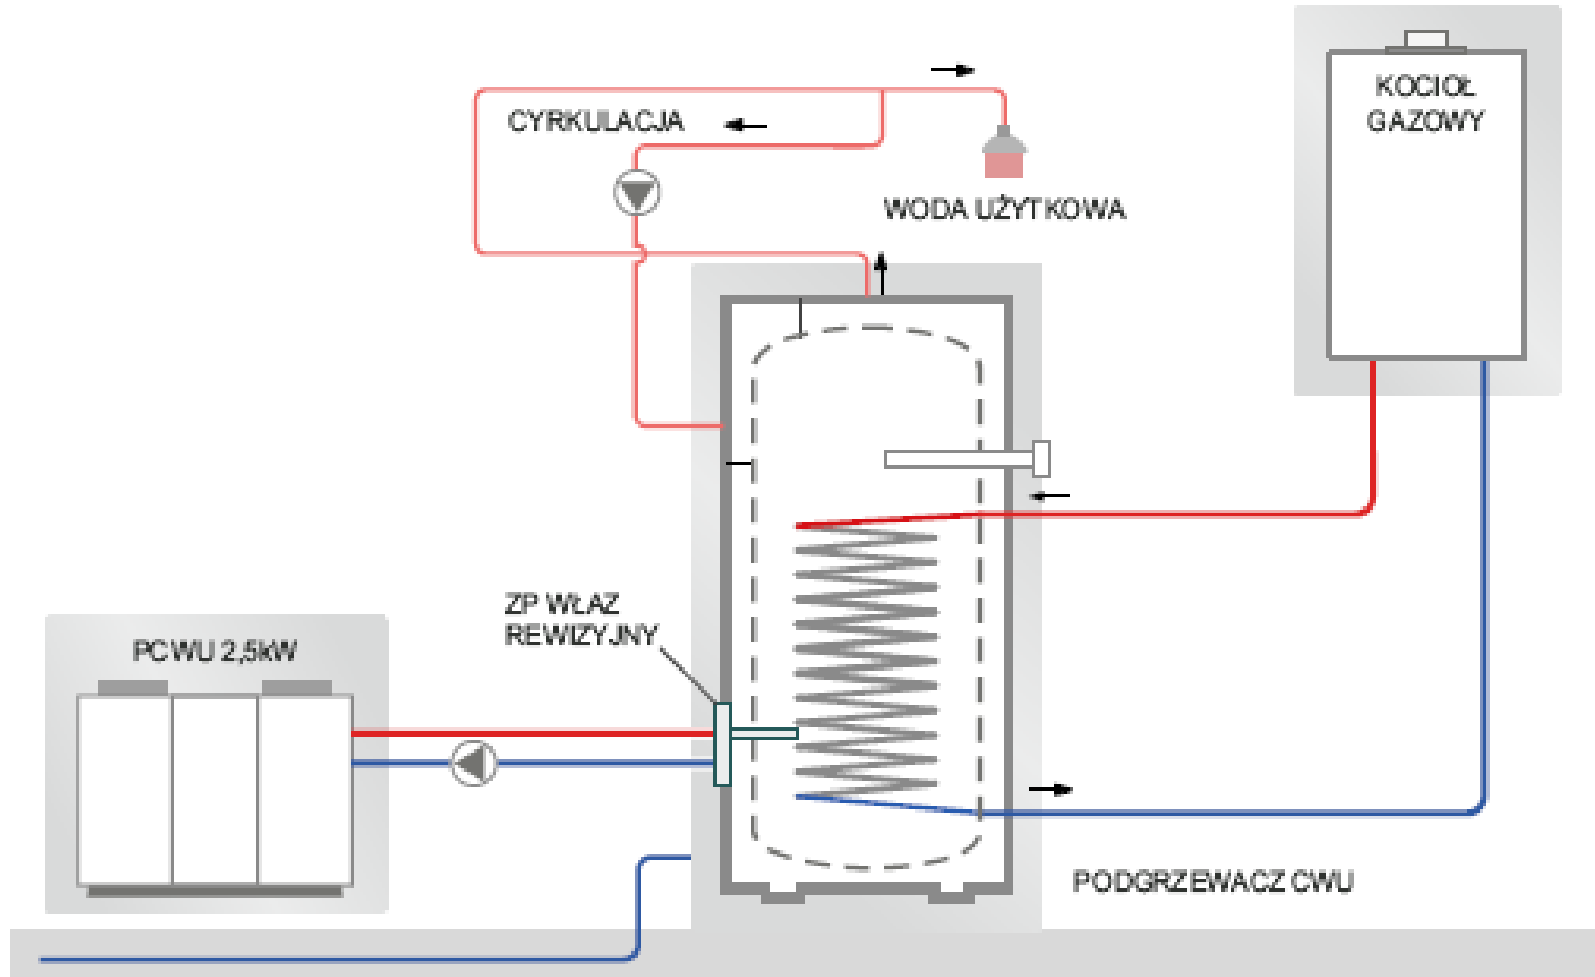 CYRKULACJA
KOCIOŁ
GAZOWY
WODA UŻYTKOWA
ZP WŁAZ
REWIZYJNY
PCWU 2,5kW
PODGRZEWACZ CWU